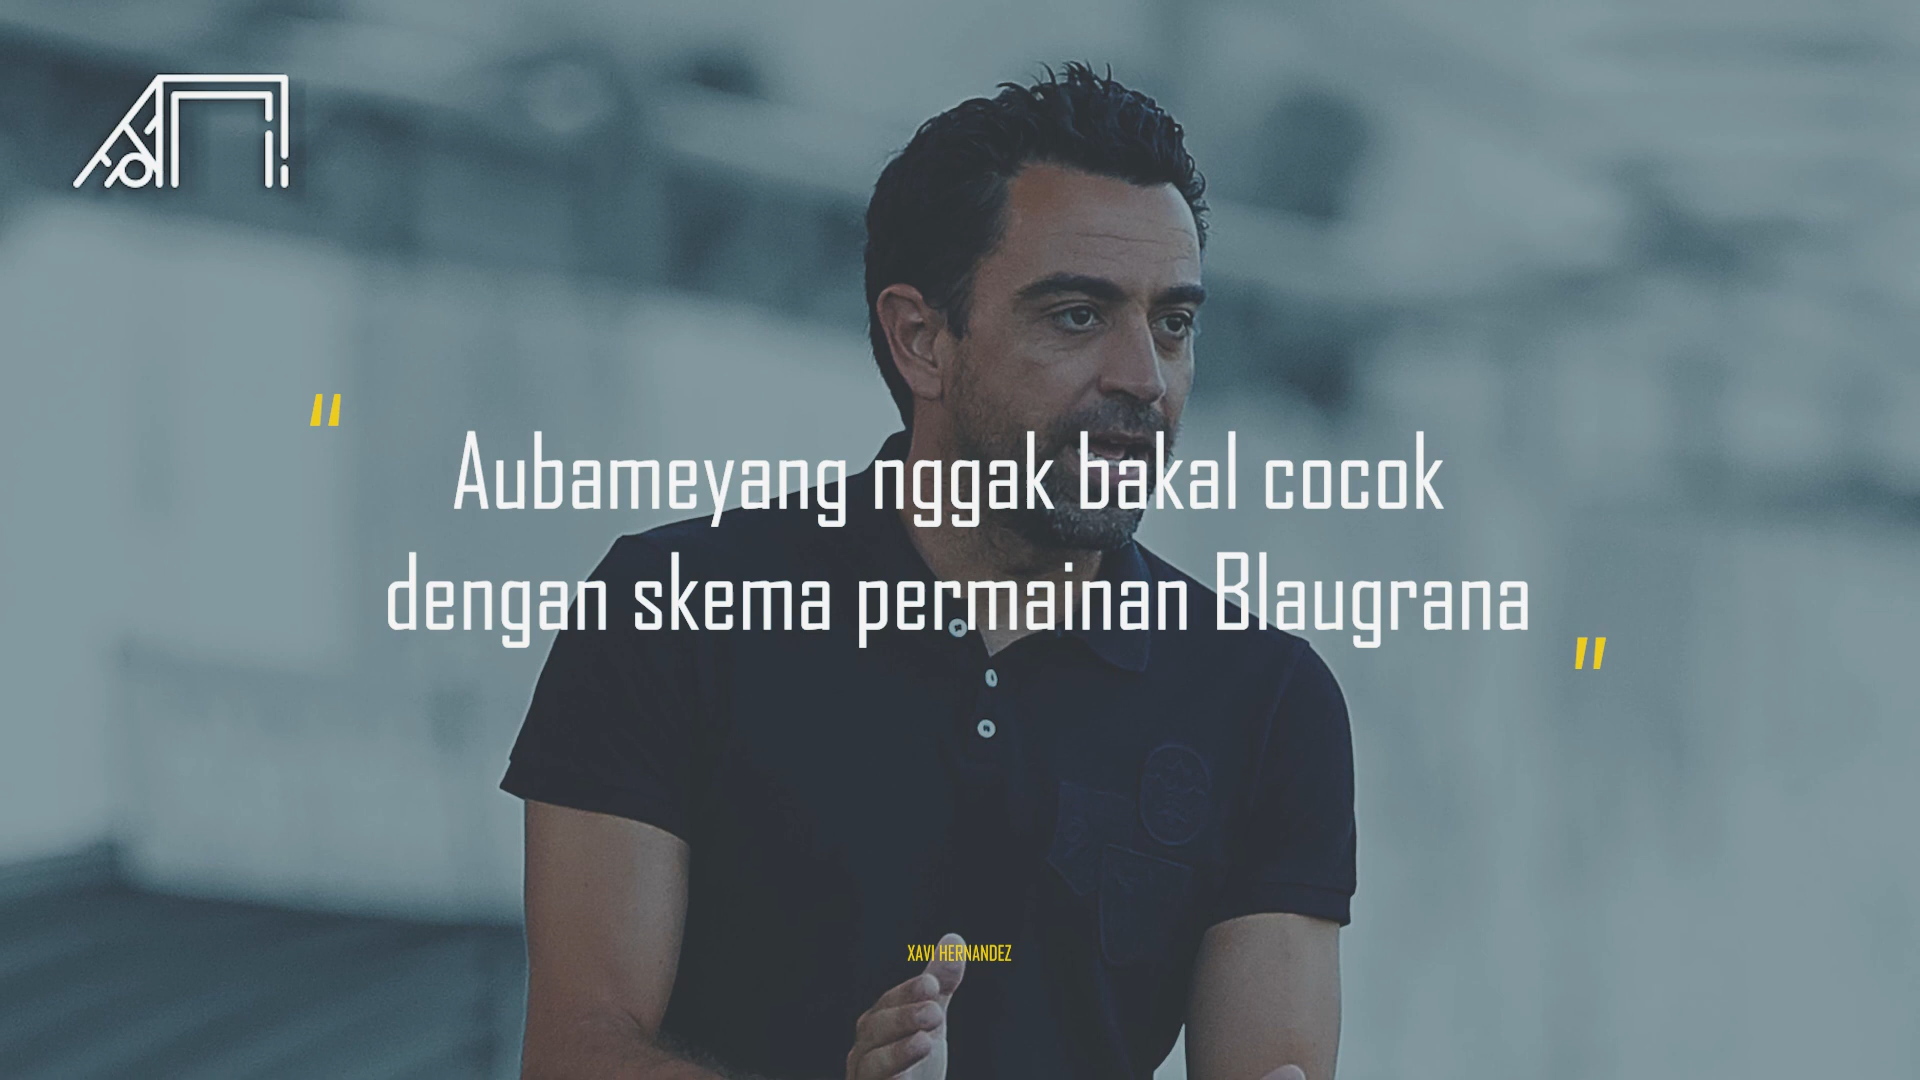 "Aubameyang nggak bakal cocok
dengan skema permainan Blaugrana"
XAVI HERNANDEZ